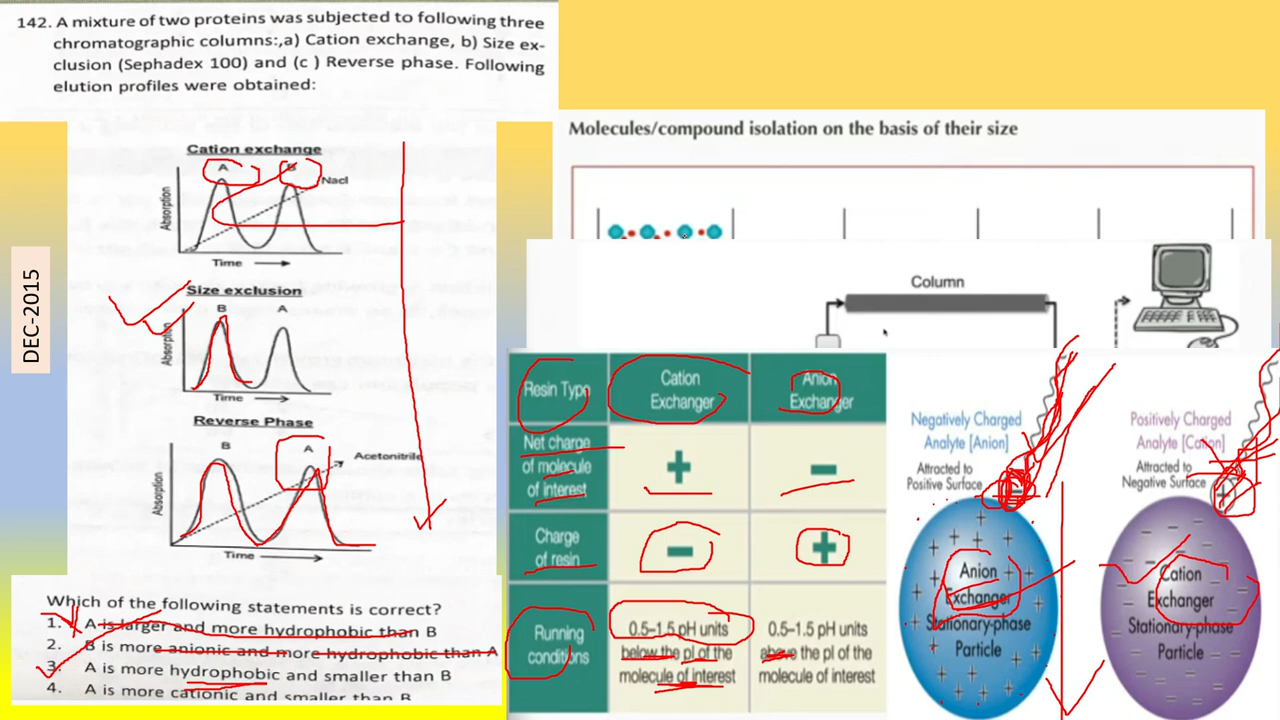 142. A mixture of two proteins was subjected to following three
chromatographic columns:,a) Cation exchange, b) Size ex-
clusion (Sephadex 100) and (c ) Reverse phase. Following
elution profiles were obtained:
DEC-2015
Cation exchange
A
B
Nacl
Absorption
Time
Size exclusion
B
A
Absorption
Time
Reverse Phase
B
A
Acetonitrile
Absorption
Time
Which of the following statements is correct?
1. A is larger and more hydrophobic than B
2. B is more anionic and more hydrophobic than A
3. A is more hydrophobic and smaller than B
4. A is more cationic and smaller than B
Molecules/compound isolation on the basis of their size
Column
Resin Type
Cation
Exchanger
Anion
Exchanger
Net charge
of molecule
of interest
+
−
Charge
of resin
−
+
Running
conditions
0.5–1.5 pH units
below the pI of the
molecule of interest
0.5–1.5 pH units
above the pI of the
molecule of interest
Negatively Charged
Analyte [Anion]
Attracted to
Positive Surface
Anion
Exchanger
Stationary-phase
Particle
Positively Charged
Analyte [Cation]
Attracted to
Negative Surface
Cation
Exchanger
Stationary-phase
Particle